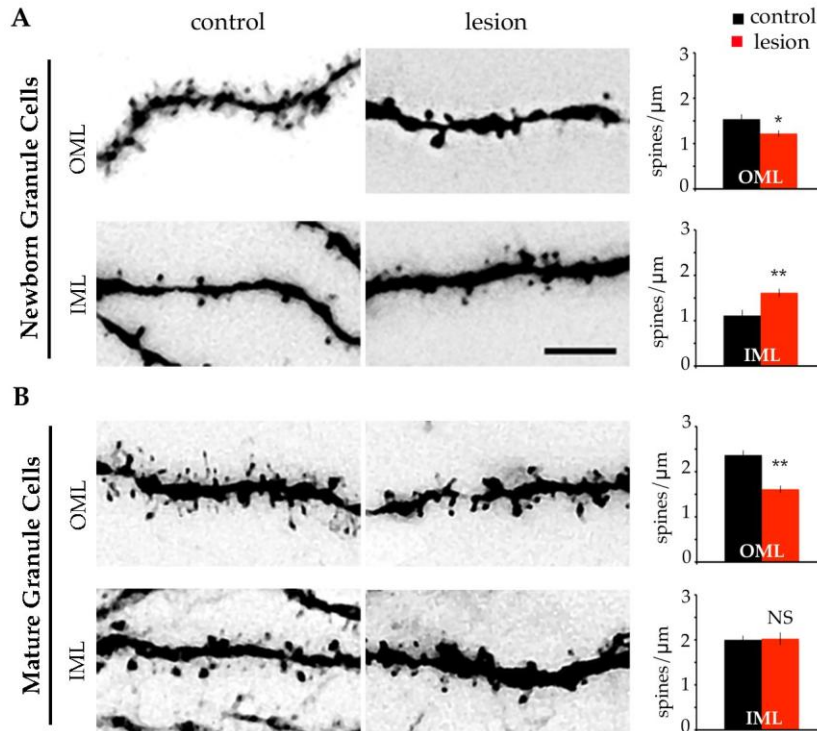 A
control
lesion
control
lesion
Newborn Granule Cells
OML
spines/μm
3
2
1
0
*
OML
IML
spines/μm
3
2
1
0
**
IML
B
Mature Granule Cells
OML
spines/μm
3
2
1
0
**
OML
IML
spines/μm
3
2
1
0
NS
IML